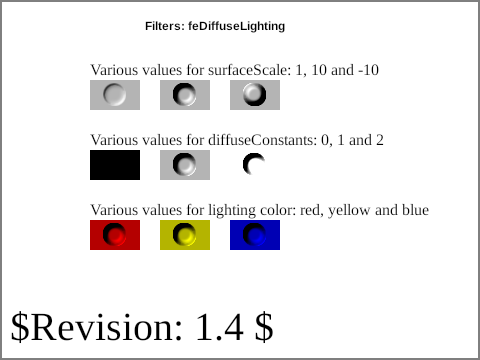 Filters: feDiffuseLighting
Various values for surfaceScale: 1, 10 and -10
Various values for diffuseConstants: 0, 1 and 2
Various values for lighting color: red, yellow and blue
$Revision: 1.4 $